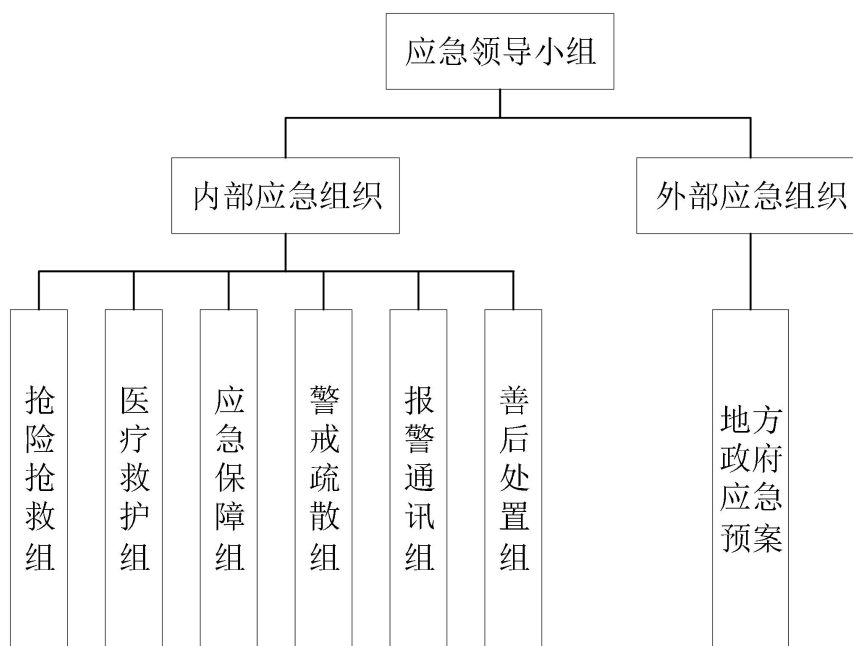 应急领导小组
内部应急组织
外部应急组织
抢险抢救组
医疗救护组
应急保障组
警戒疏散组
报警通讯组
善后处置组
地方
政府
应急
预案